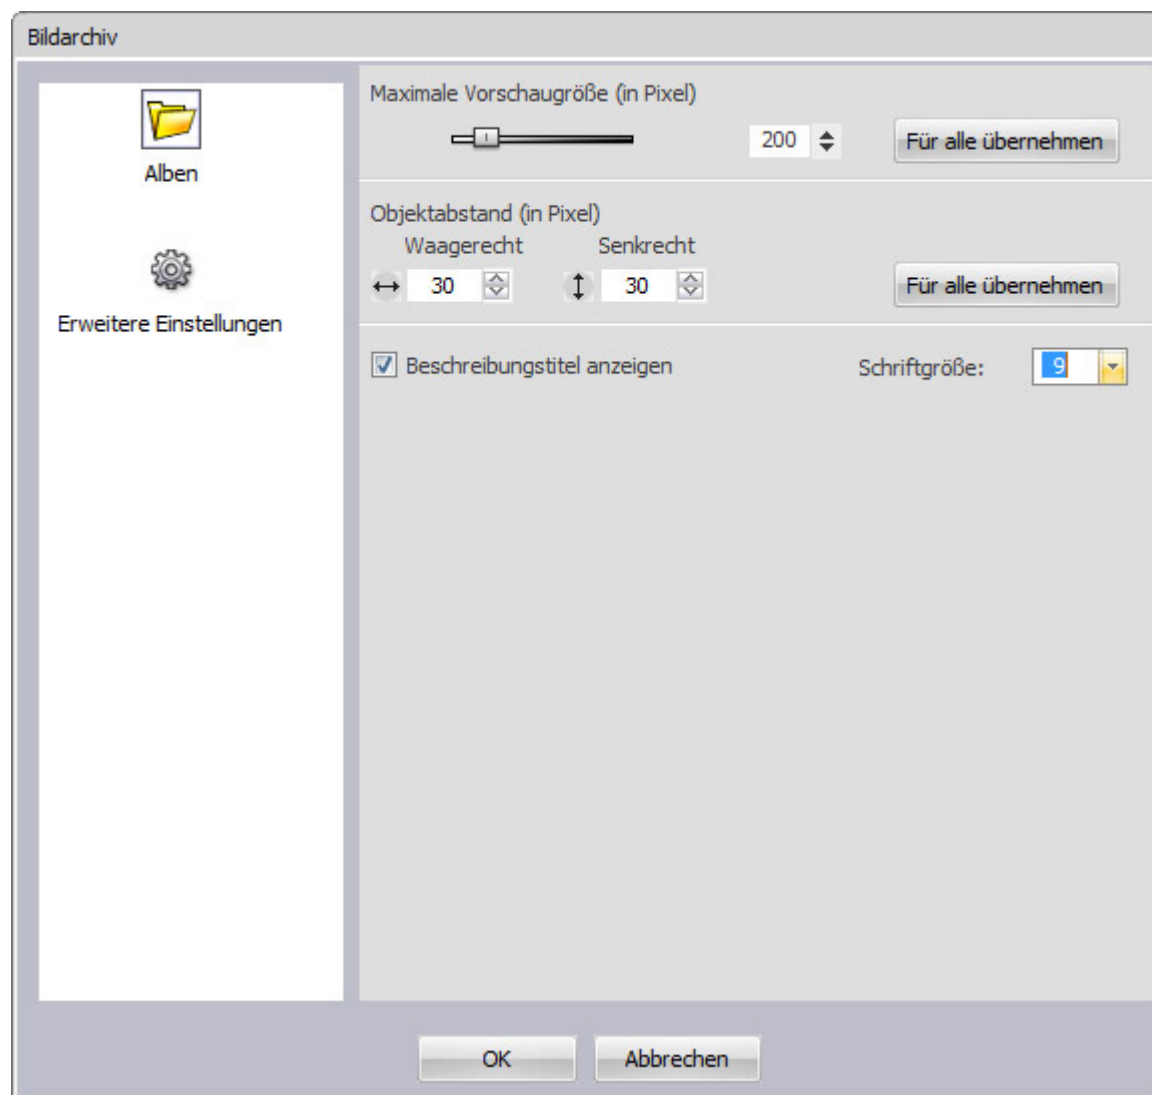 Bildarchiv
Alben
Erweitere Einstellungen
Maximale Vorschaugröße (in Pixel)
200
Für alle übernehmen
Objektabstand (in Pixel)
Waagerecht Senkrecht
30 30
Für alle übernehmen
Beschreibungstitel anzeigen Schriftgröße: 9
OK Abbrechen